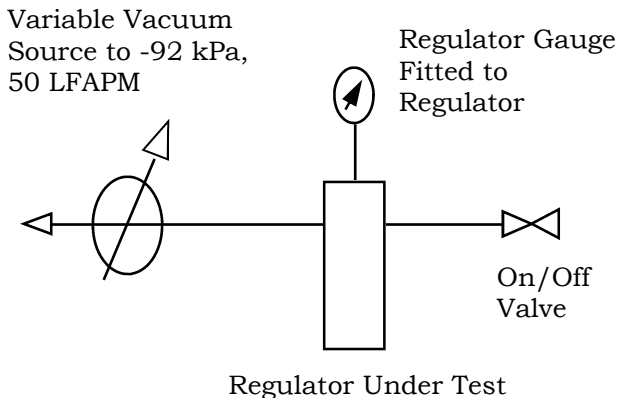 Variable Vacuum
Source to -92 kPa,
50 LFAPM
Regulator Gauge
Fitted to
Regulator
On/Off
Valve
Regulator Under Test